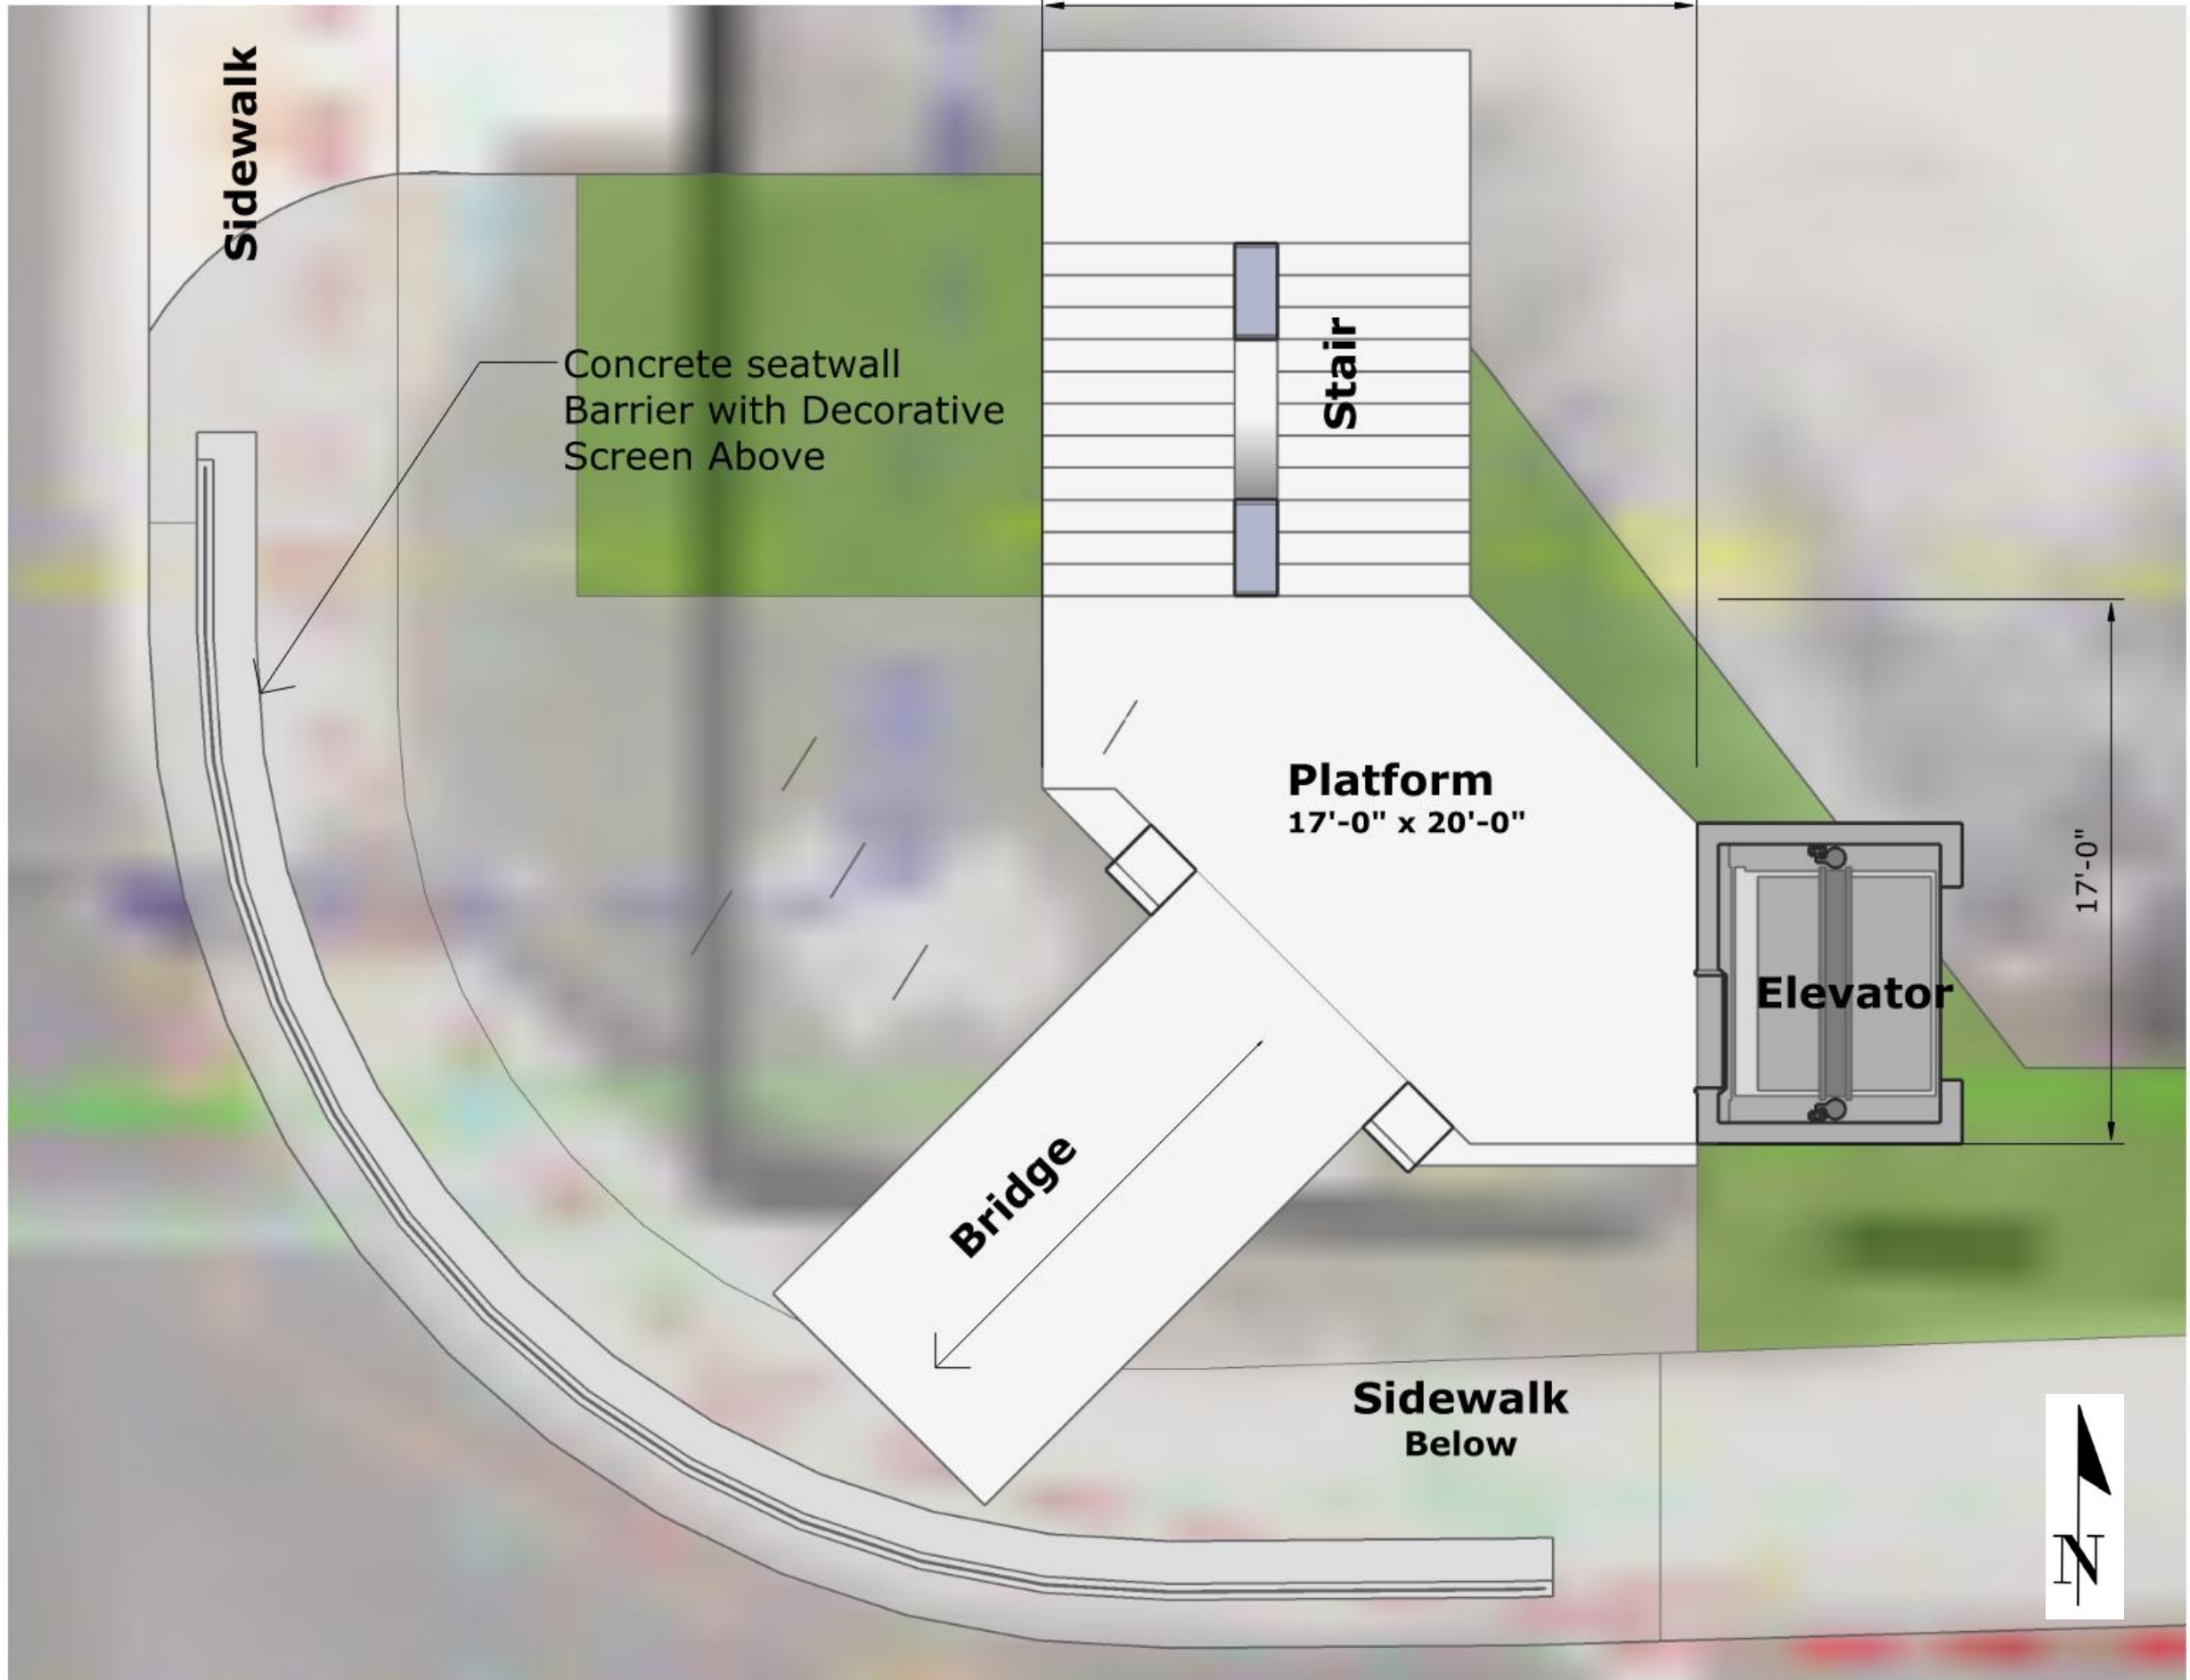 Sidewalk
Concrete seatwall
Barrier with Decorative
Screen Above
Stair
Platform
17'-0" x 20'-0"
17'-0"
Elevator
Bridge
Sidewalk
Below
N